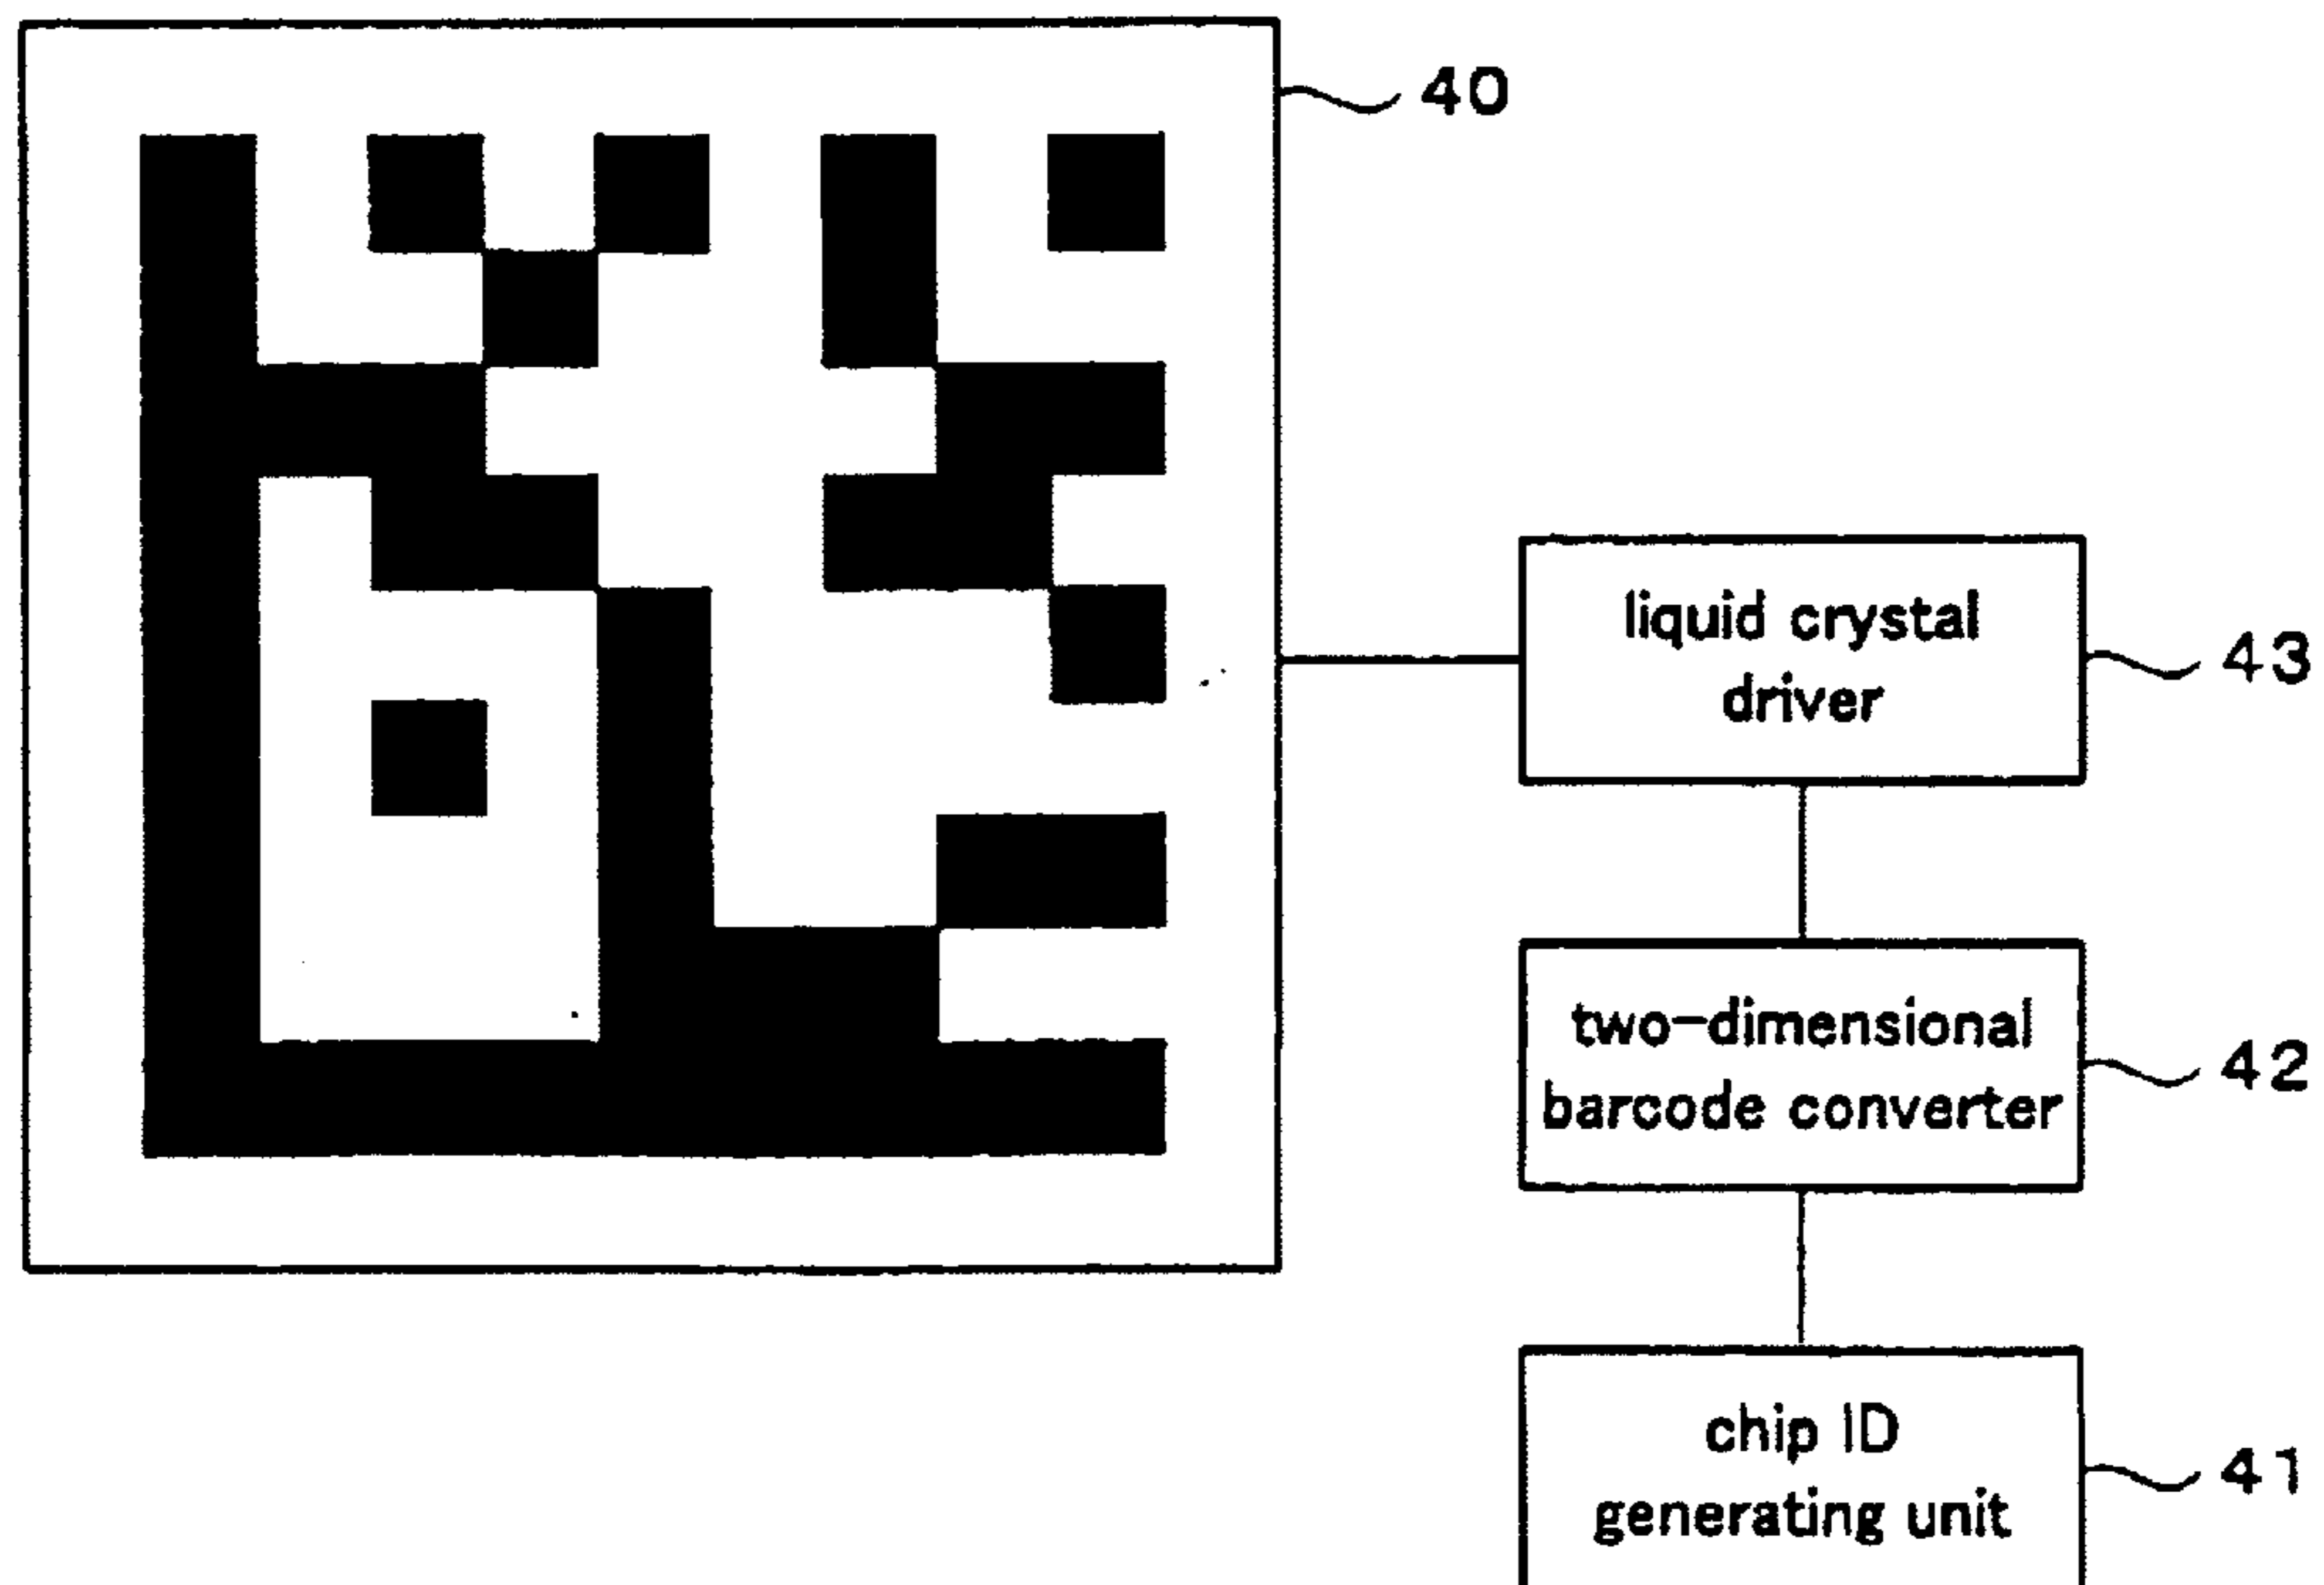 40
liquid crystal
driver
43
two-dimensional
barcode converter
42
chip ID
generating unit
41